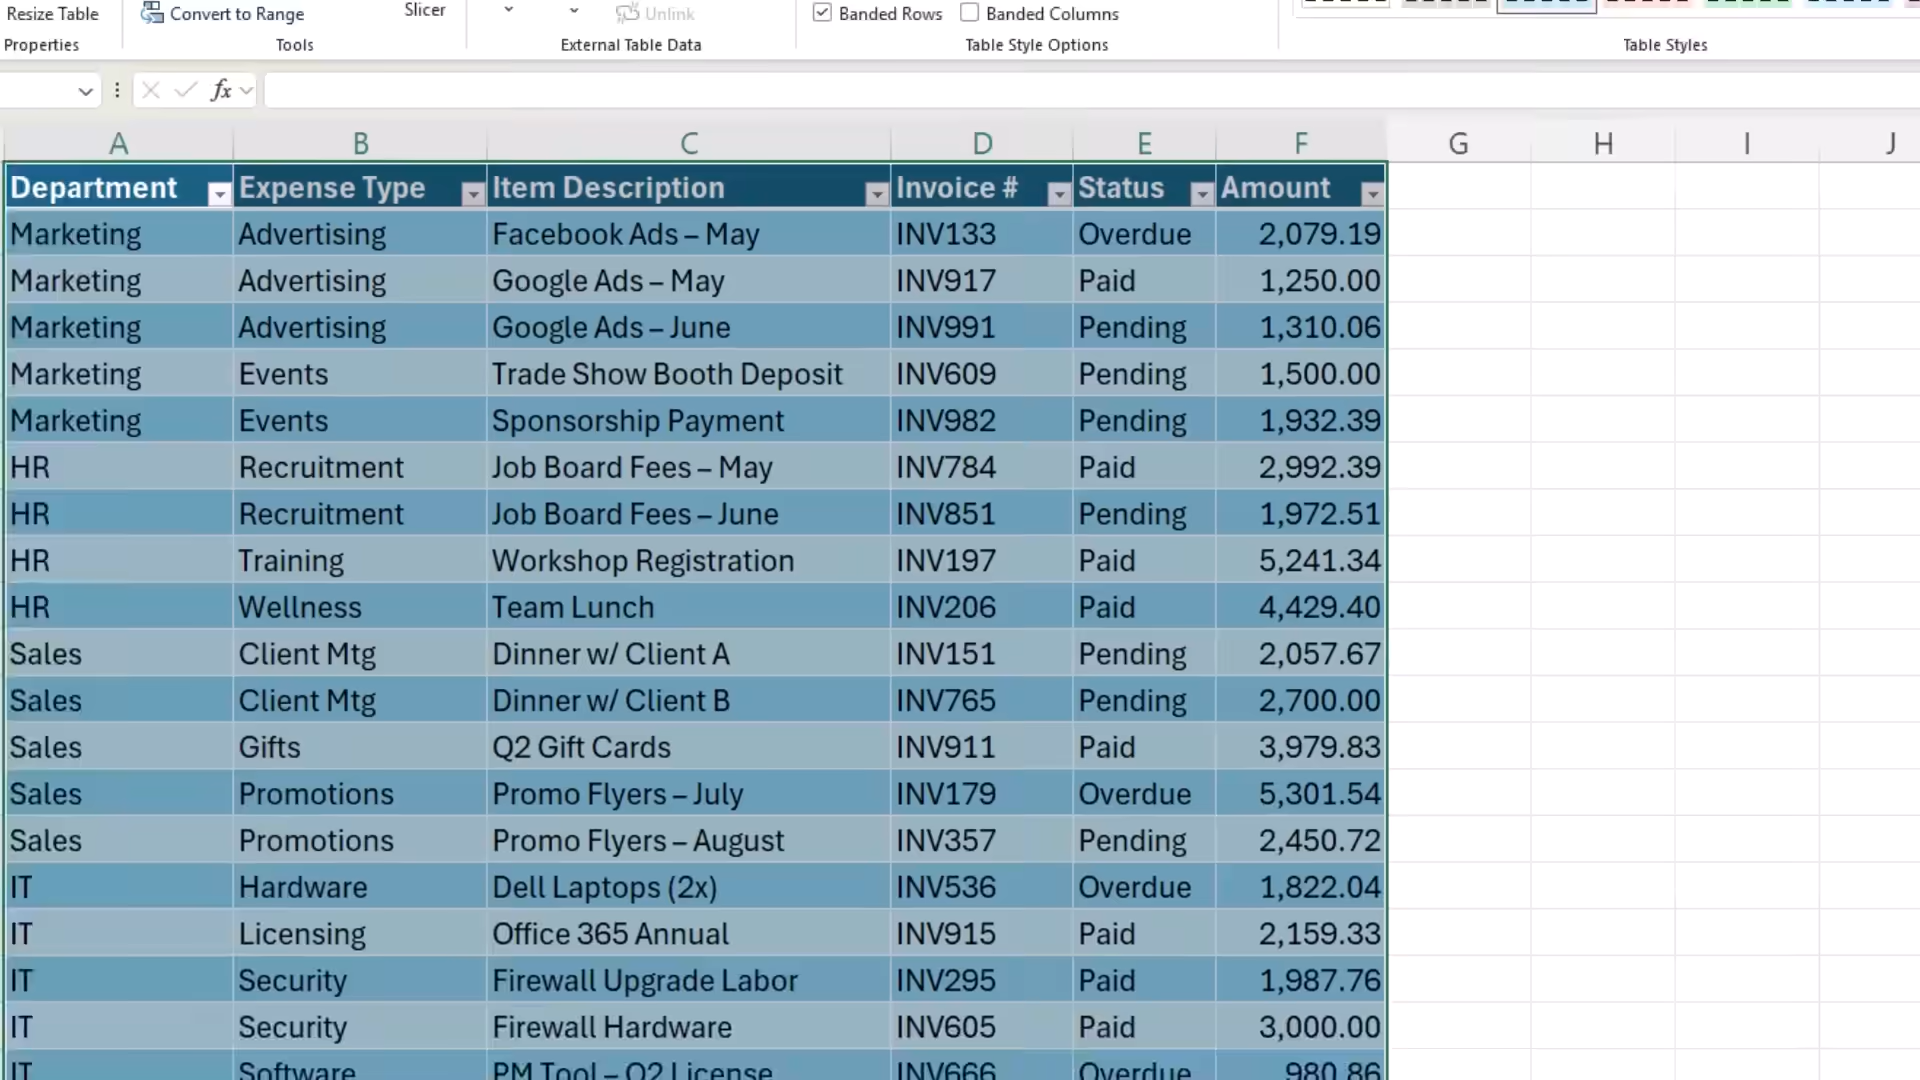 Resize Table Convert to Range Slicer Unlink Banded Rows Banded Columns
Properties Tools External Table Data Table Style Options Table Styles
fx
A B C D E F G H I J
Department Expense Type Item Description Invoice # Status Amount
Marketing Advertising Facebook Ads – May INV133 Overdue 2,079.19
Marketing Advertising Google Ads – May INV917 Paid 1,250.00
Marketing Advertising Google Ads – June INV991 Pending 1,310.06
Marketing Events Trade Show Booth Deposit INV609 Pending 1,500.00
Marketing Events Sponsorship Payment INV982 Pending 1,932.39
HR Recruitment Job Board Fees – May INV784 Paid 2,992.39
HR Recruitment Job Board Fees – June INV851 Pending 1,972.51
HR Training Workshop Registration INV197 Paid 5,241.34
HR Wellness Team Lunch INV206 Paid 4,429.40
Sales Client Mtg Dinner w/ Client A INV151 Pending 2,057.67
Sales Client Mtg Dinner w/ Client B INV765 Pending 2,700.00
Sales Gifts Q2 Gift Cards INV911 Paid 3,979.83
Sales Promotions Promo Flyers – July INV179 Overdue 5,301.54
Sales Promotions Promo Flyers – August INV357 Pending 2,450.72
IT Hardware Dell Laptops (2x) INV536 Overdue 1,822.04
IT Licensing Office 365 Annual INV915 Paid 2,159.33
IT Security Firewall Upgrade Labor INV295 Paid 1,987.76
IT Security Firewall Hardware INV605 Paid 3,000.00
IT Software PM Tool – Q2 License INV666 Overdue 980.86